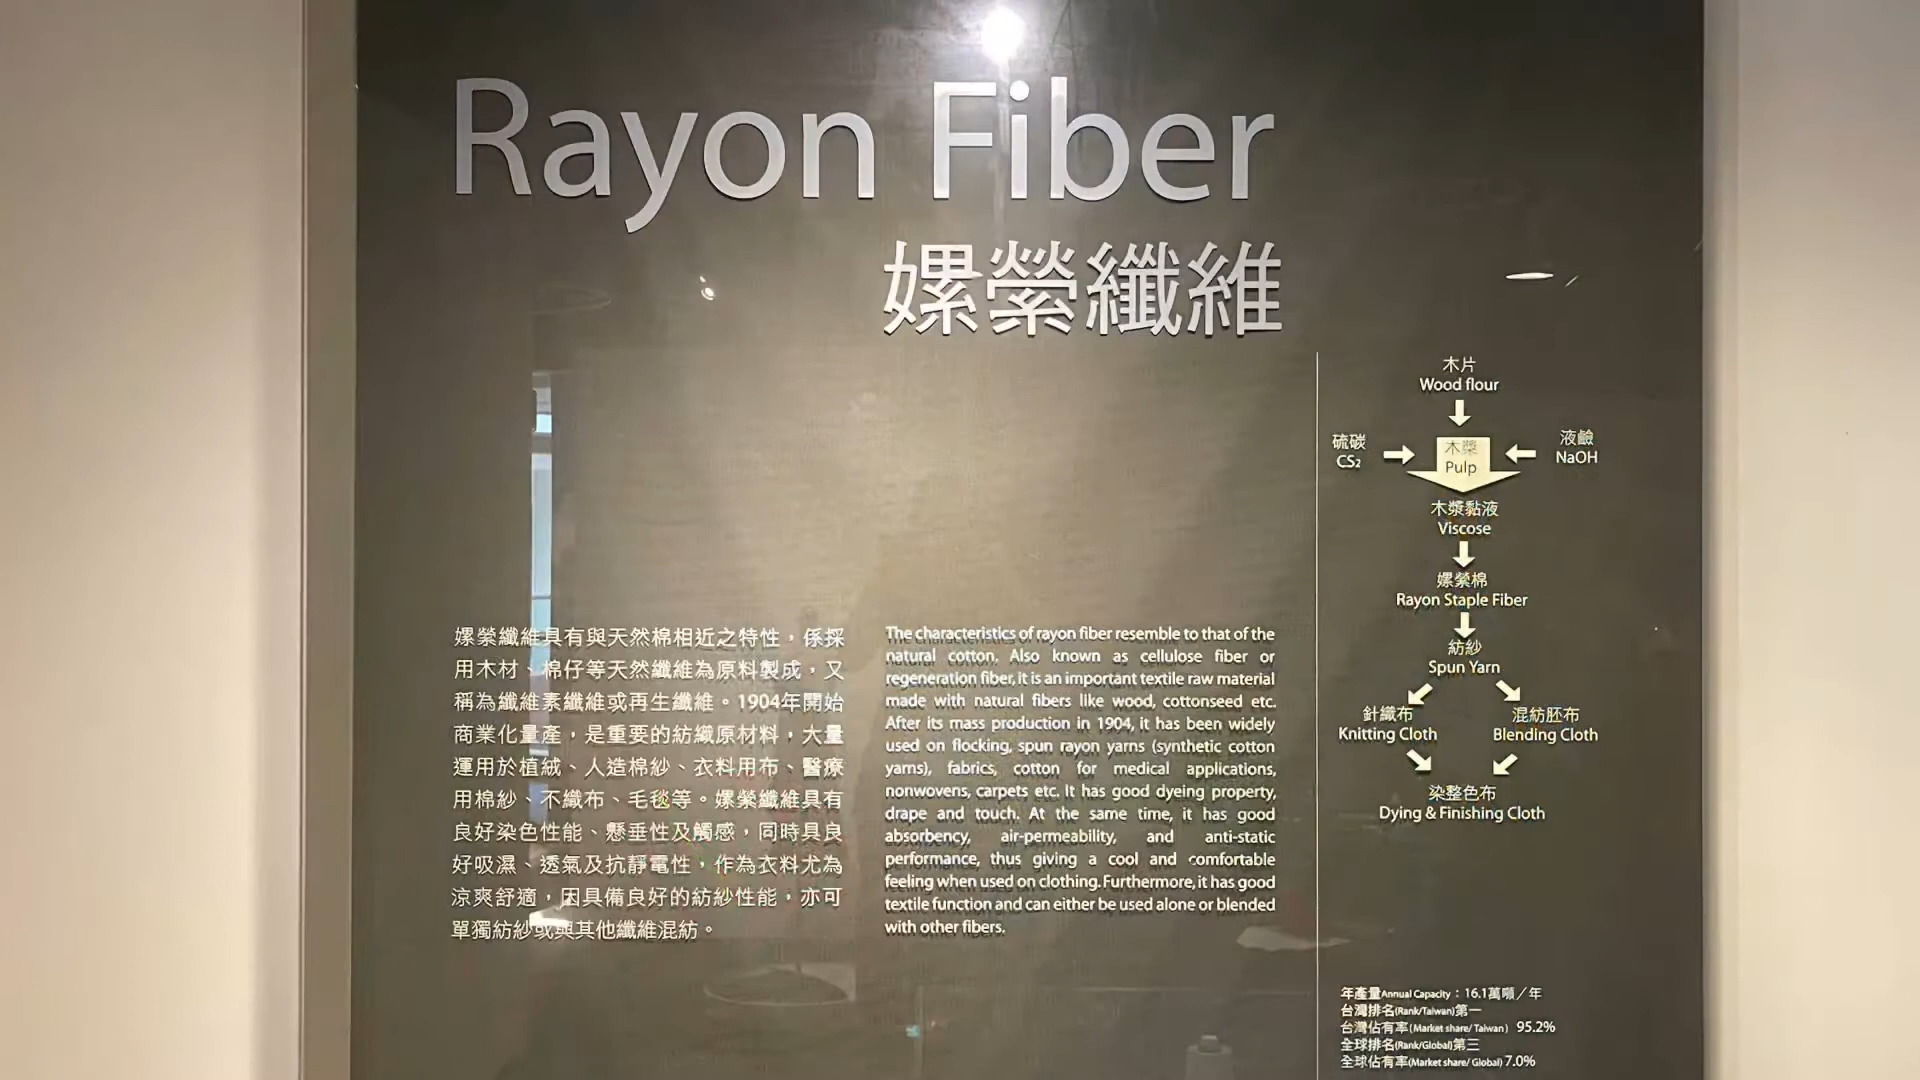 Rayon Fiber
嫘縈纖維
嫘縈纖維具有與天然棉相近之特性，係採
用木材、棉仔等天然纖維為原料製成，又
稱為纖維素纖維或再生纖維。1904年開始
商業化量產，是重要的紡織原材料，大量
運用於植絨、人造棉紗、衣料用布、醫療
用棉紗、不織布、毛毯等。嫘縈纖維具有
良好染色性能、懸垂性及觸感，同時具良
好吸濕、透氣及抗靜電性，作為衣料尤為
涼爽舒適，因具備良好的紡紗性能，亦可
單獨紡紗或與其他纖維混紡。
The characteristics of rayon fiber resemble to that of the
natural cotton. Also known as cellulose fiber or
regeneration fiber, it is an important textile raw material
made with natural fibers like wood, cottonseed etc.
After its mass production in 1904, it has been widely
used on flocking, spun rayon yarns (synthetic cotton
yarns), fabrics, cotton for medical applications,
nonwovens, carpets etc. It has good dyeing property,
drape and touch. At the same time, it has good
absorbency, air-permeability, and anti-static
performance, thus giving a cool and comfortable
feeling when used on clothing. Furthermore, it has good
textile function and can either be used alone or blended
with other fibers.
木片
Wood flour
硫碳
CS₂
木漿
Pulp
液鹼
NaOH
木漿黏液
Viscose
嫘縈棉
Rayon Staple Fiber
紡紗
Spun Yarn
針織布
Knitting Cloth
混紡胚布
Blending Cloth
染整色布
Dying & Finishing Cloth
年產量Annual Capacity：16.1萬噸／年
台灣排名(Rank/Taiwan)第一
台灣佔有率(Market share/ Taiwan) 95.2%
全球排名(Rank/Global)第三
全球佔有率(Market share/ Global) 7.0%